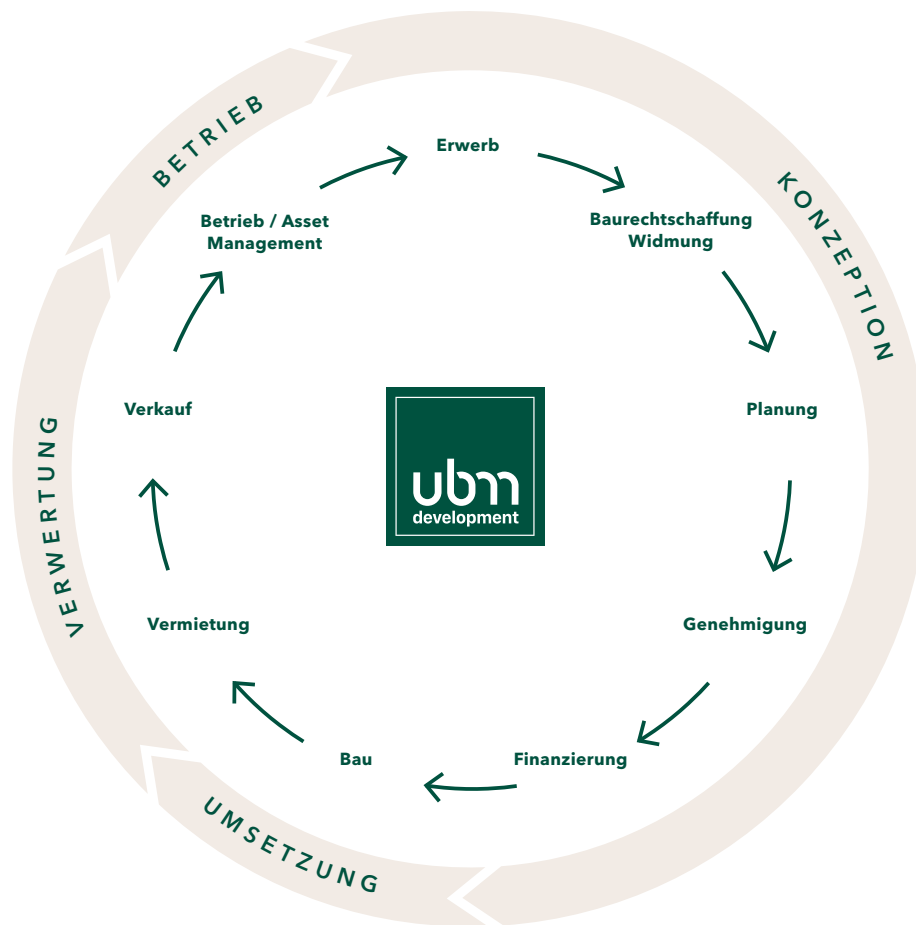 KONZEPTION
UMSETZUNG
VERWERTUNG
BETRIEB
Erwerb
Baurechtschaffung
Widmung
Planung
Genehmigung
Finanzierung
Bau
Vermietung
Verkauf
Betrieb / Asset
Management
ubm
development